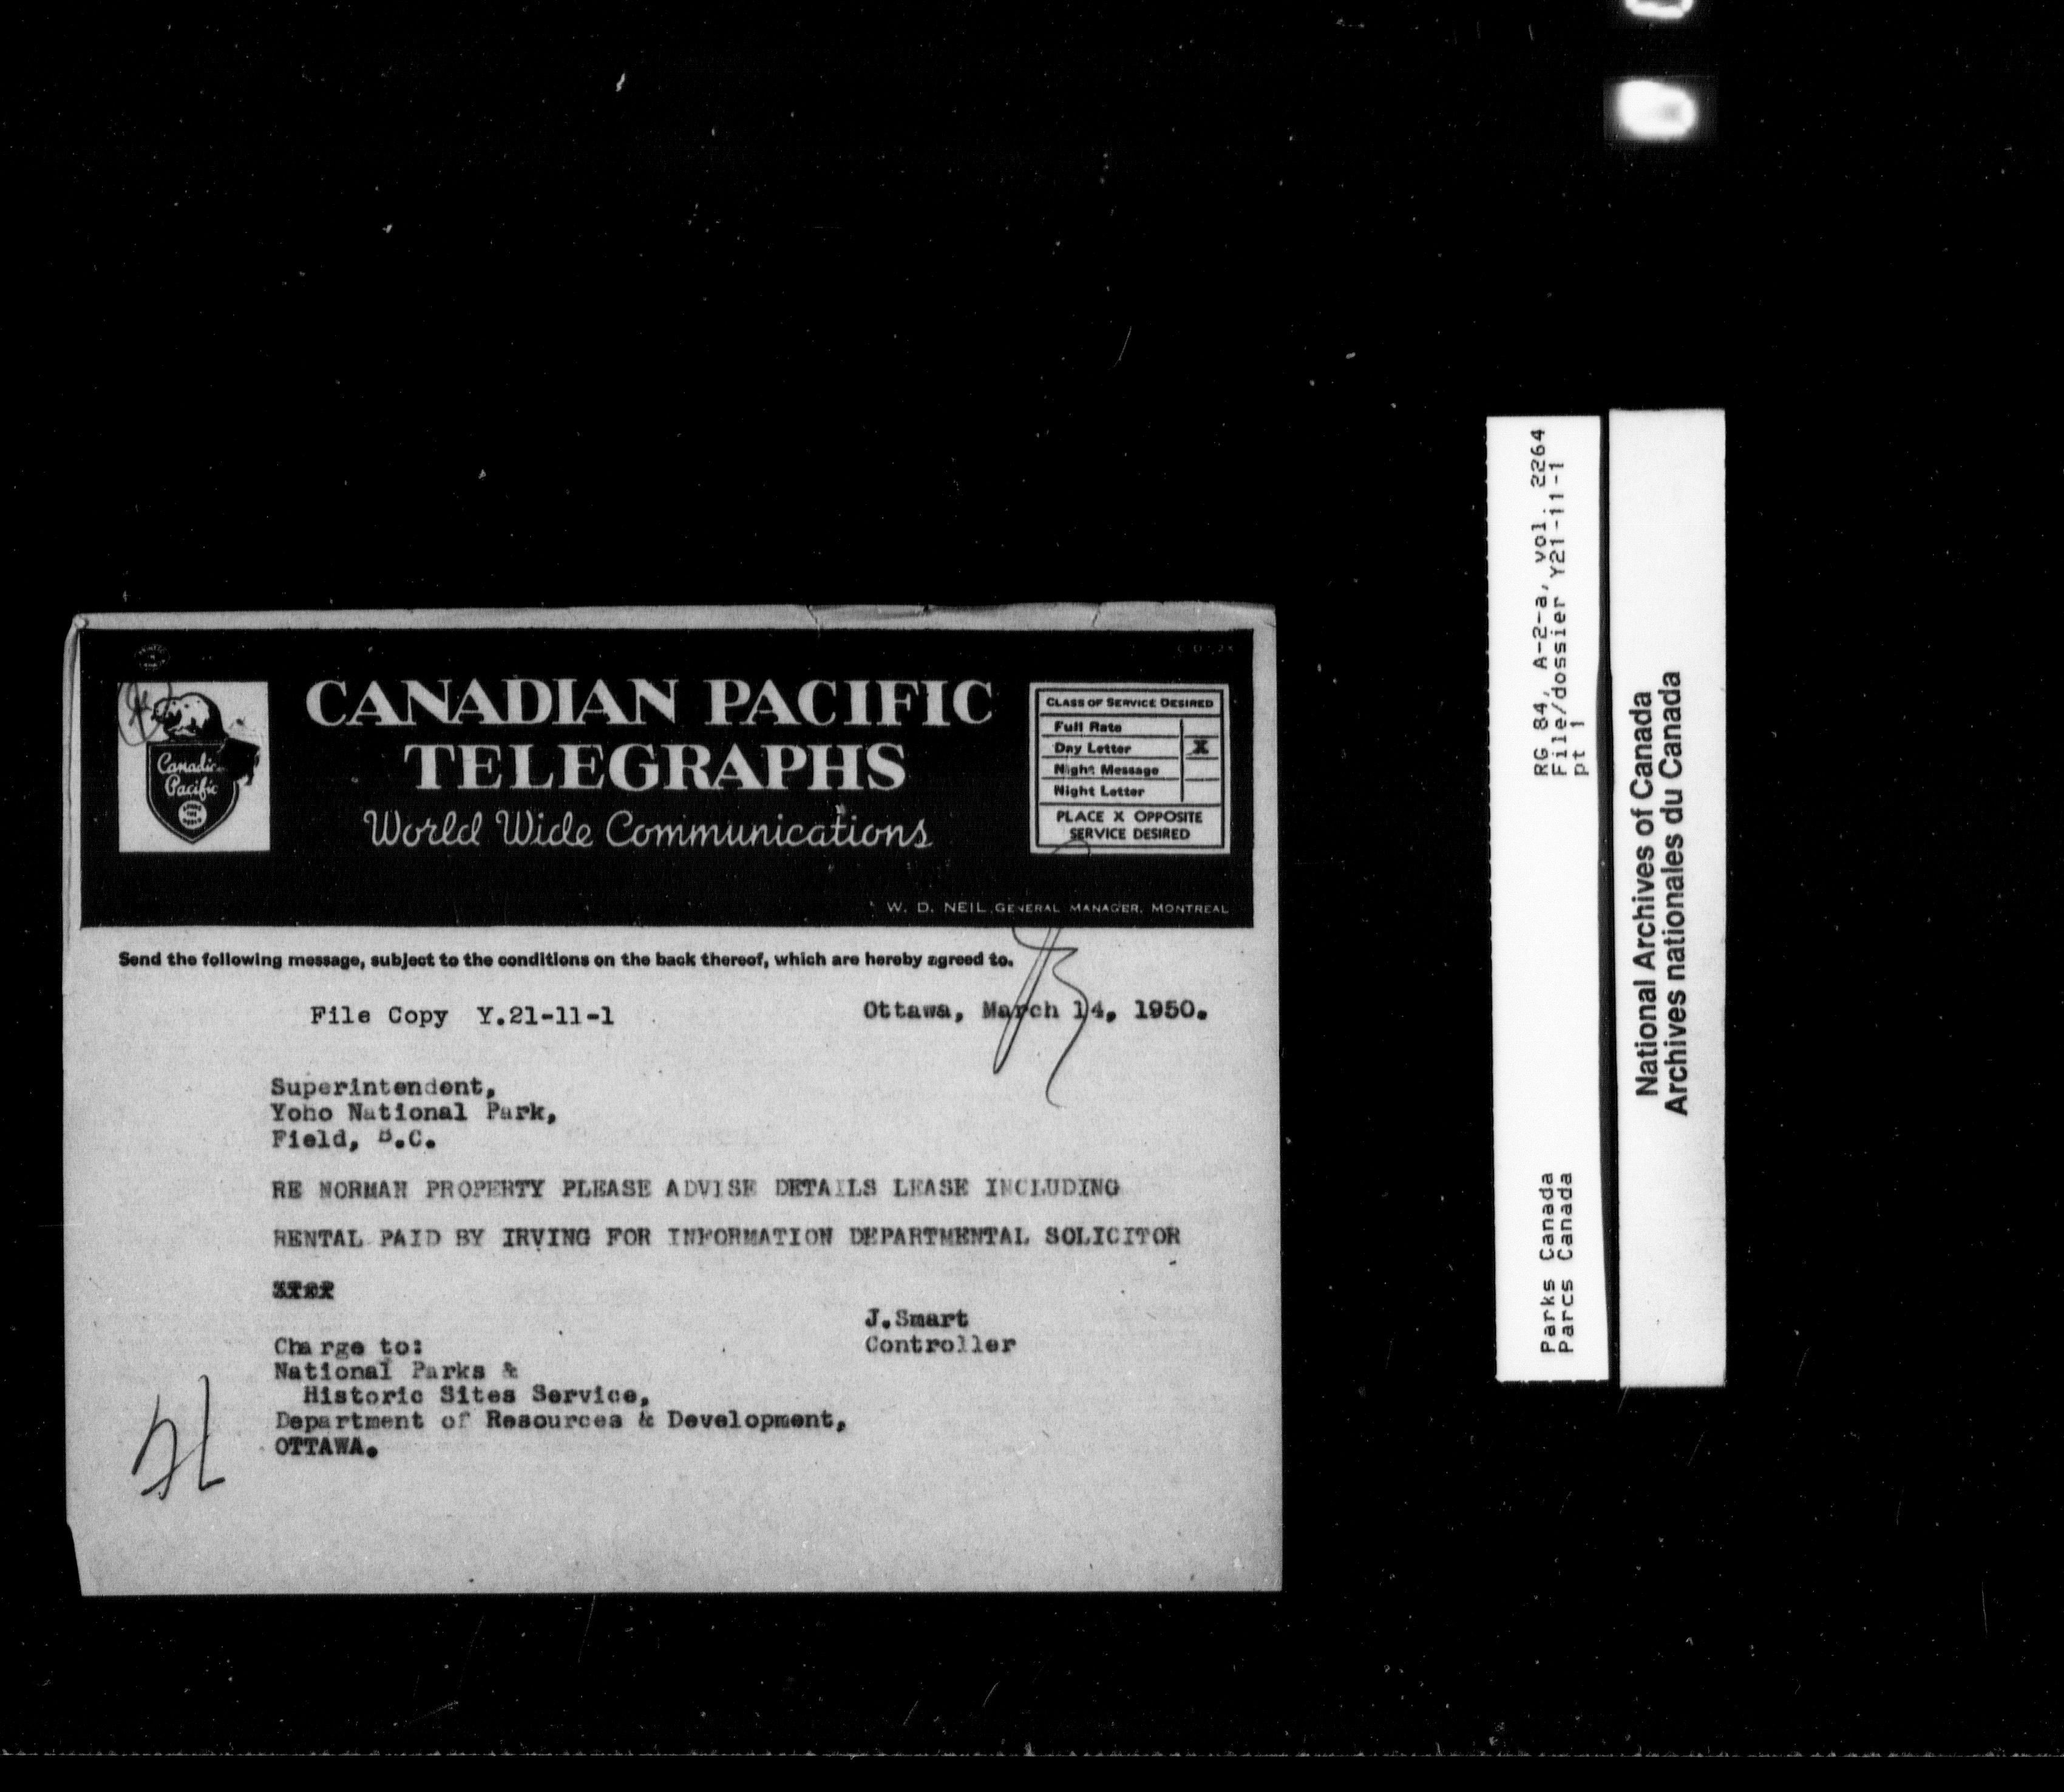 CANADIAN PACIFIC
TELEGRAPHS
World Wide Communications
Canadian
Pacific
CLASS OF SERVICE DESIRED
Full Rate
Day Letter X
Night Message
Night Letter
PLACE X OPPOSITE
SERVICE DESIRED
W. D. NEIL, GENERAL MANAGER, MONTREAL
Send the following message, subject to the conditions on the back thereof, which are hereby agreed to.
File Copy Y.21-11-1
Ottawa, March 14, 1950.
Superintendent,
Yoho National Park,
Field, B.C.
RE NORMAN PROPERTY PLEASE ADVISE DETAILS LEASE INCLUDING
RENTAL PAID BY IRVING FOR INFORMATION DEPARTMENTAL SOLICITOR
J.Smart
Controller
Charge to:
National Parks &
Historic Sites Service,
Department of Resources & Development,
OTTAWA.
RG 84, A-2-a, vol. 2264
File/dossier Y21-11-1
pt 1
Parks Canada
Parcs Canada
National Archives of Canada
Archives nationales du Canada